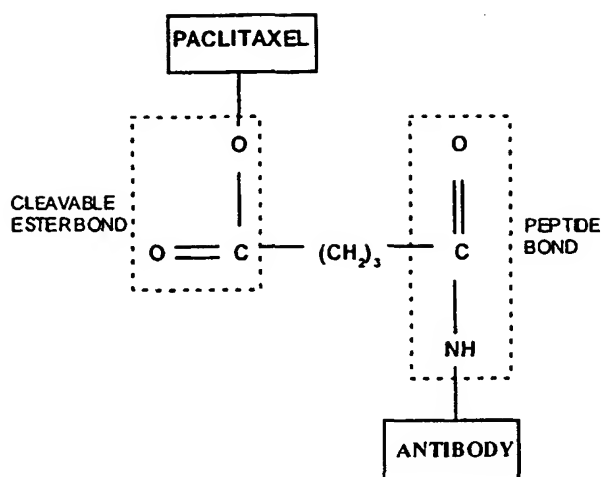 PACLITAXEL
O
O
CLEAVABLE
ESTERBOND
PEPTIDE
BOND
O = C — (CH2)3 — C
NH
ANTIBODY